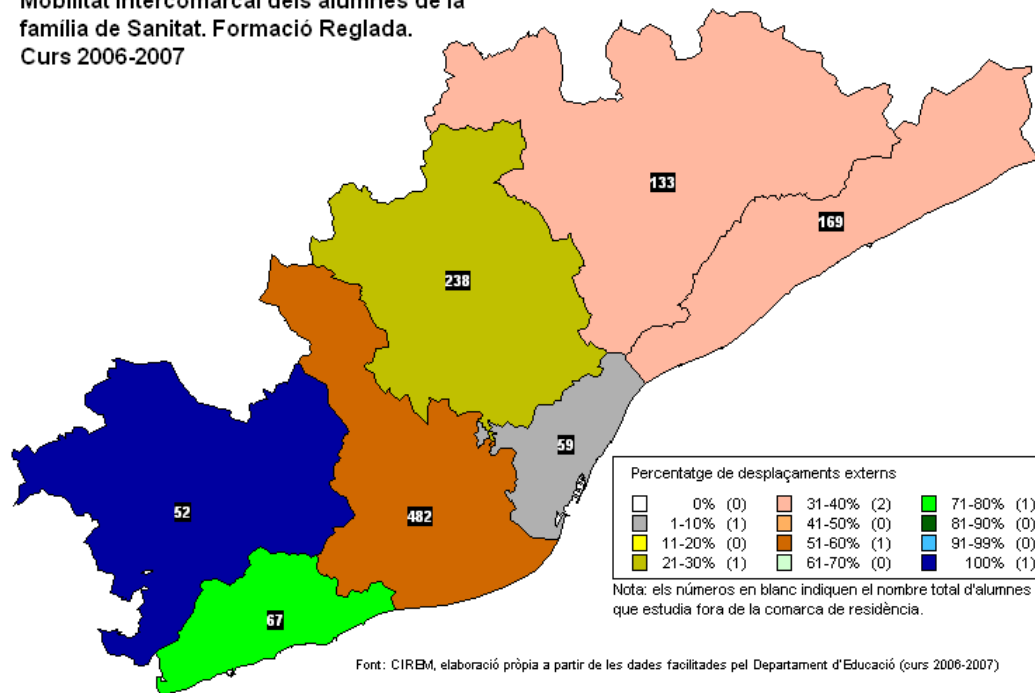 Mobilitat intercomarcal dels alumnes de la
família de Sanitat. Formació Reglada.
Curs 2006-2007
133
169
238
59
52
482
67
Percentatge de desplaçaments externs
0% (0) 31-40% (2) 71-80% (1)
1-10% (1) 41-50% (0) 81-90% (0)
11-20% (0) 51-60% (1) 91-99% (0)
21-30% (1) 61-70% (0) 100% (1)
Nota: els números en blanc indiquen el nombre total d'alumnes
que estudia fora de la comarca de residència.
Font: CIREM, elaboració pròpia a partir de les dades facilitades pel Departament d'Educació (curs 2006-2007)